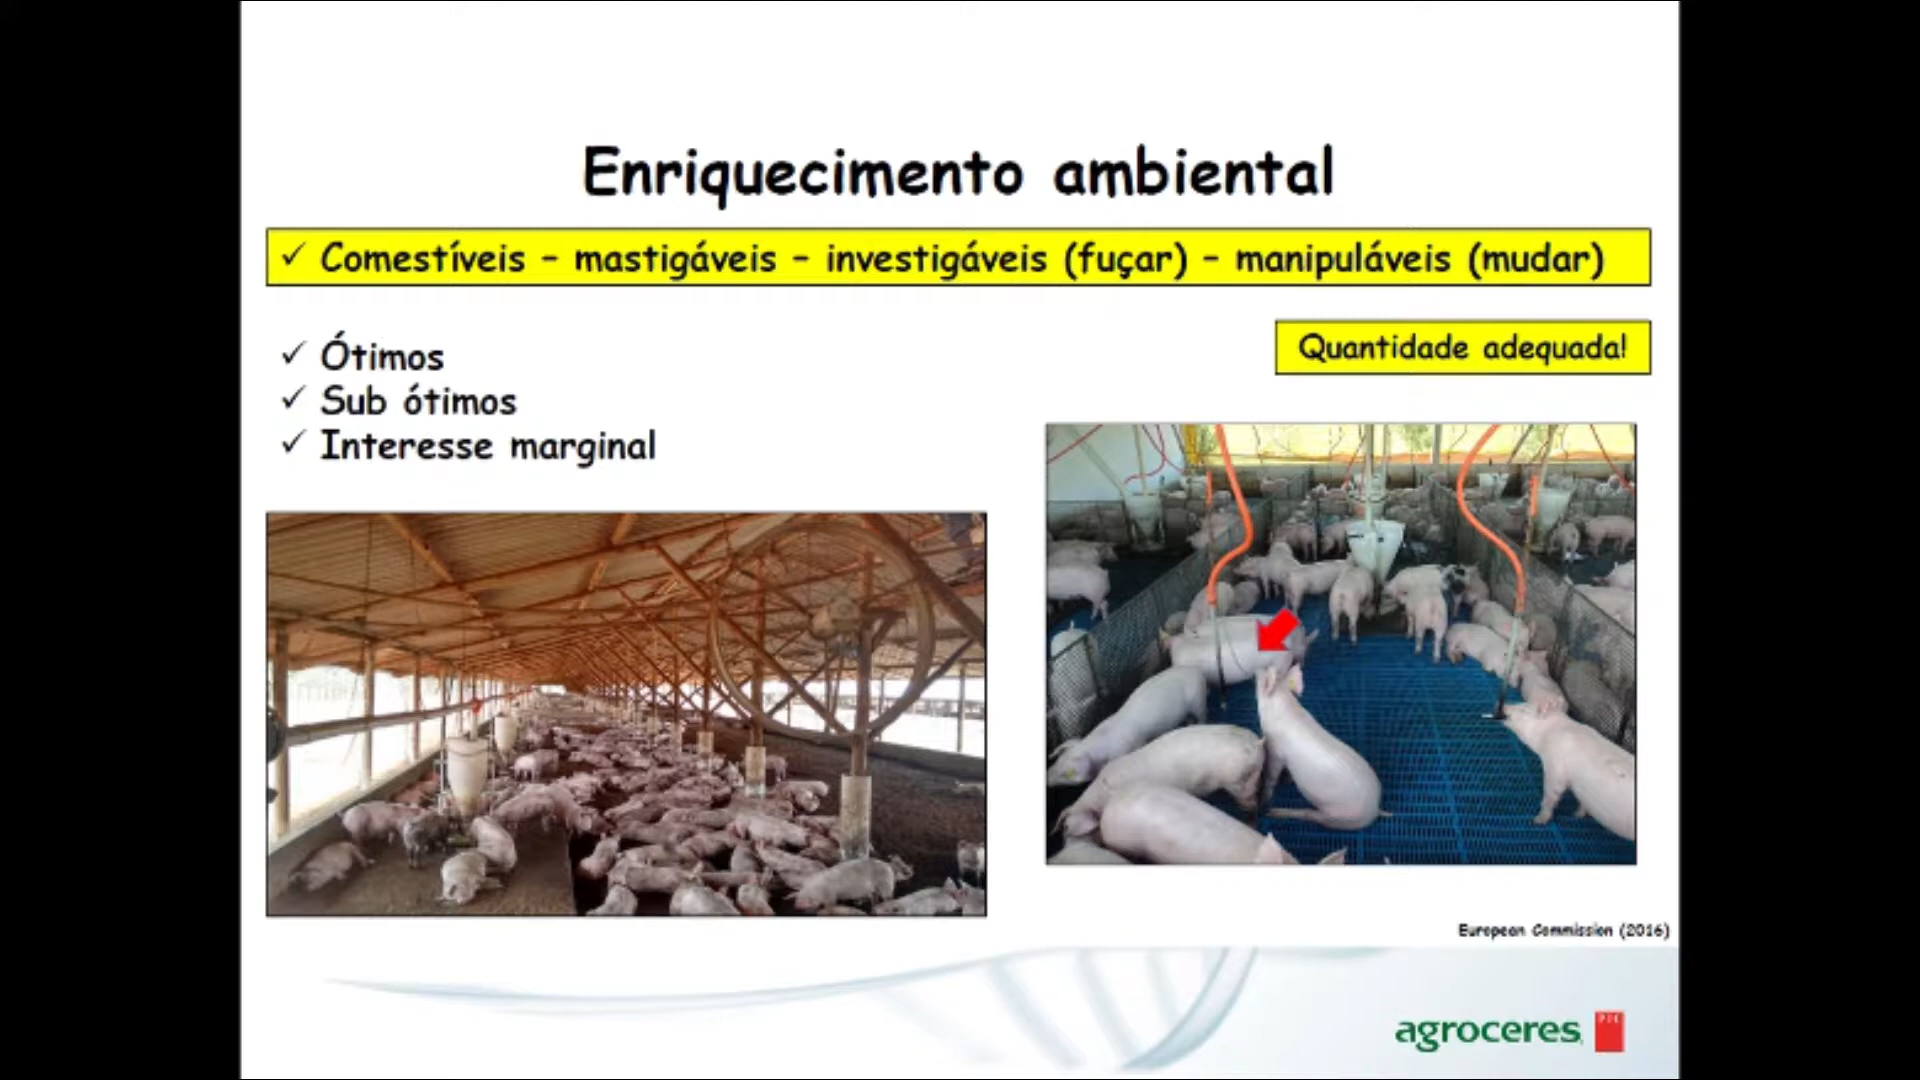 Enriquecimento ambiental
✓ Comestíveis – mastigáveis – investigáveis (fuçar) – manipuláveis (mudar)
Quantidade adequada!
✓ Ótimos
✓ Sub ótimos
✓ Interesse marginal
European Commission (2016)
agroceres PIC